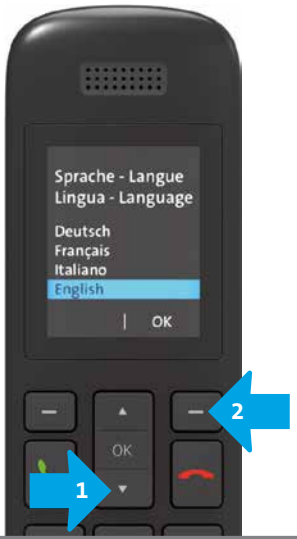 Sprache - Langue
Lingua - Language
Deutsch
Français
Italiano
English
| OK
2
OK
1